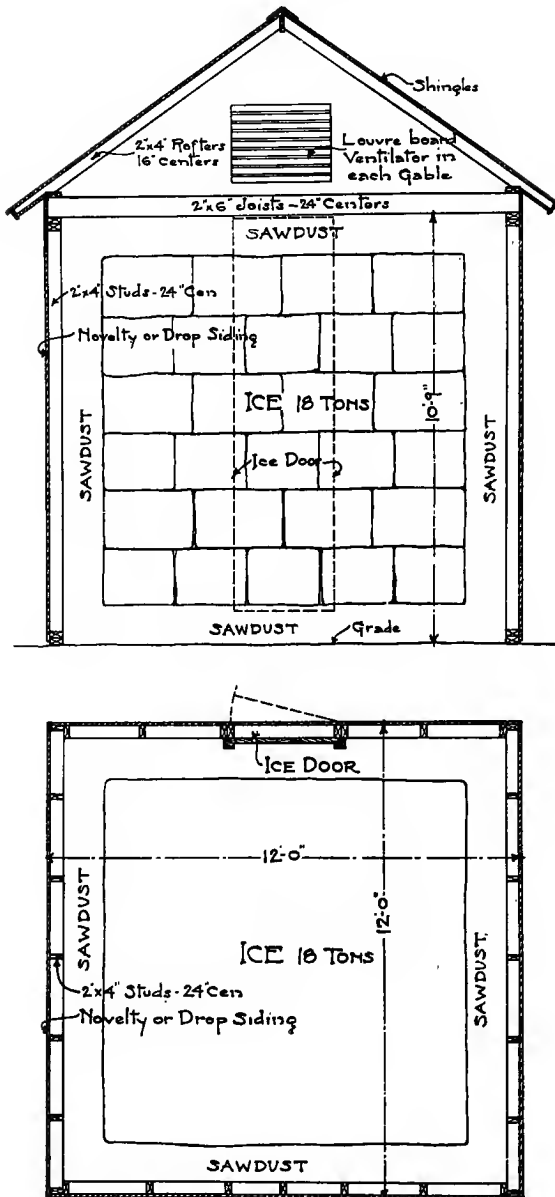 Shingles
2"x4" Rafters
16" Centers
Louvre board
Ventilator in
each Gable
2"x6" Joists-24"Centers
SAWDUST
2"x4" Studs-24"Cen
Novelty or Drop Siding
ICE 18 TONS
10'-9"
SAWDUST
SAWDUST
Ice Door
SAWDUST
Grade
ICE DOOR
12'-0"
12'-0"
SAWDUST
SAWDUST
ICE 18 TONS
2"x4" Studs-24"Cen
Novelty or Drop Siding
SAWDUST